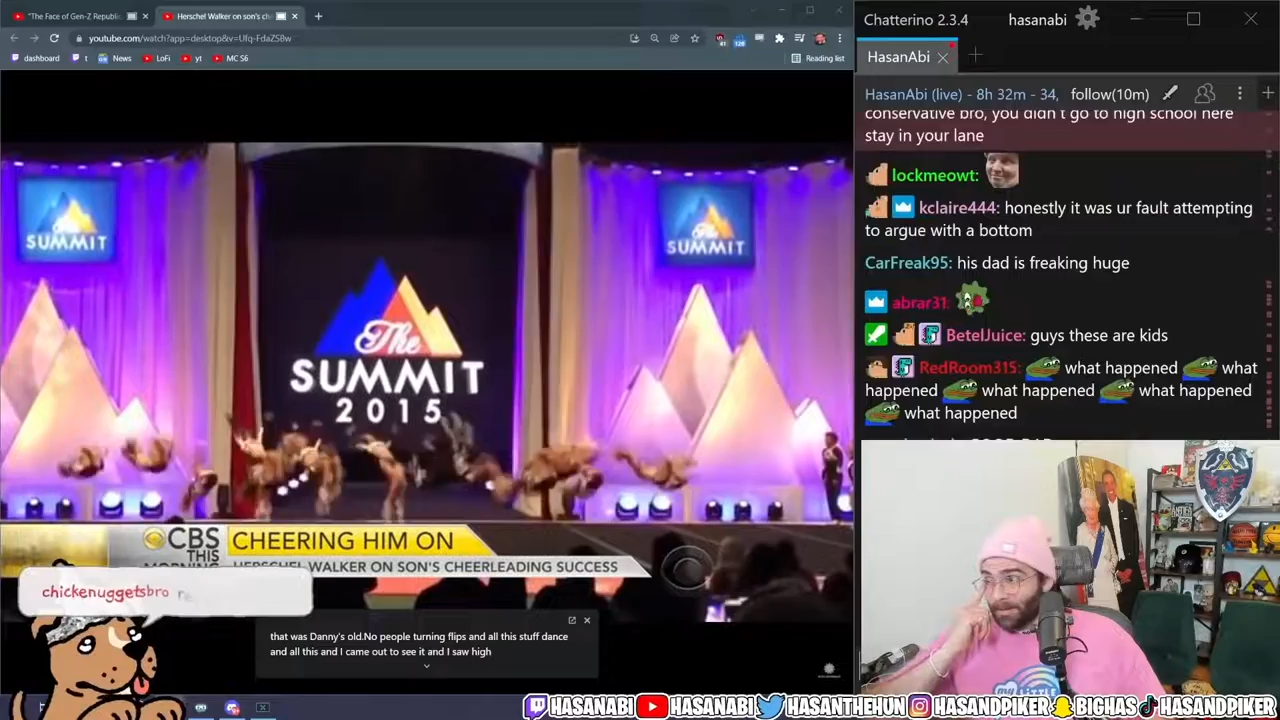 "The Face of Gen-Z Republic
Herschel Walker on son's che
youtube.com/watch?app=desktop&v=Ufq-FdaZSBw
dashboard
t
News
LoFi
yt
MC S6
Reading list
The
SUMMIT
The
SUMMIT
The
SUMMIT
2015
CBS
THIS
MORNING
CHEERING HIM ON
HERSCHEL WALKER ON SON'S CHEERLEADING SUCCESS
chickenuggetsbro
that was Danny's old.No people turning flips and all this stuff dance
and all this and I came out to see it and I saw high
Chatterino 2.3.4
hasanabi
HasanAbi
HasanAbi (live) - 8h 32m - 34,
follow(10m)
conservative bro, you didn't go to high school here
stay in your lane
lockmeowt:
kclaire444: honestly it was ur fault attempting
to argue with a bottom
CarFreak95: his dad is freaking huge
abrar31:
BetelJuice: guys these are kids
RedRoom315: what happened what
happened what happened what happened
what happened
HASANABI
HASANABI
HASANTHEHUN
HASANDPIKER
BIGHAS
HASANDPIKER